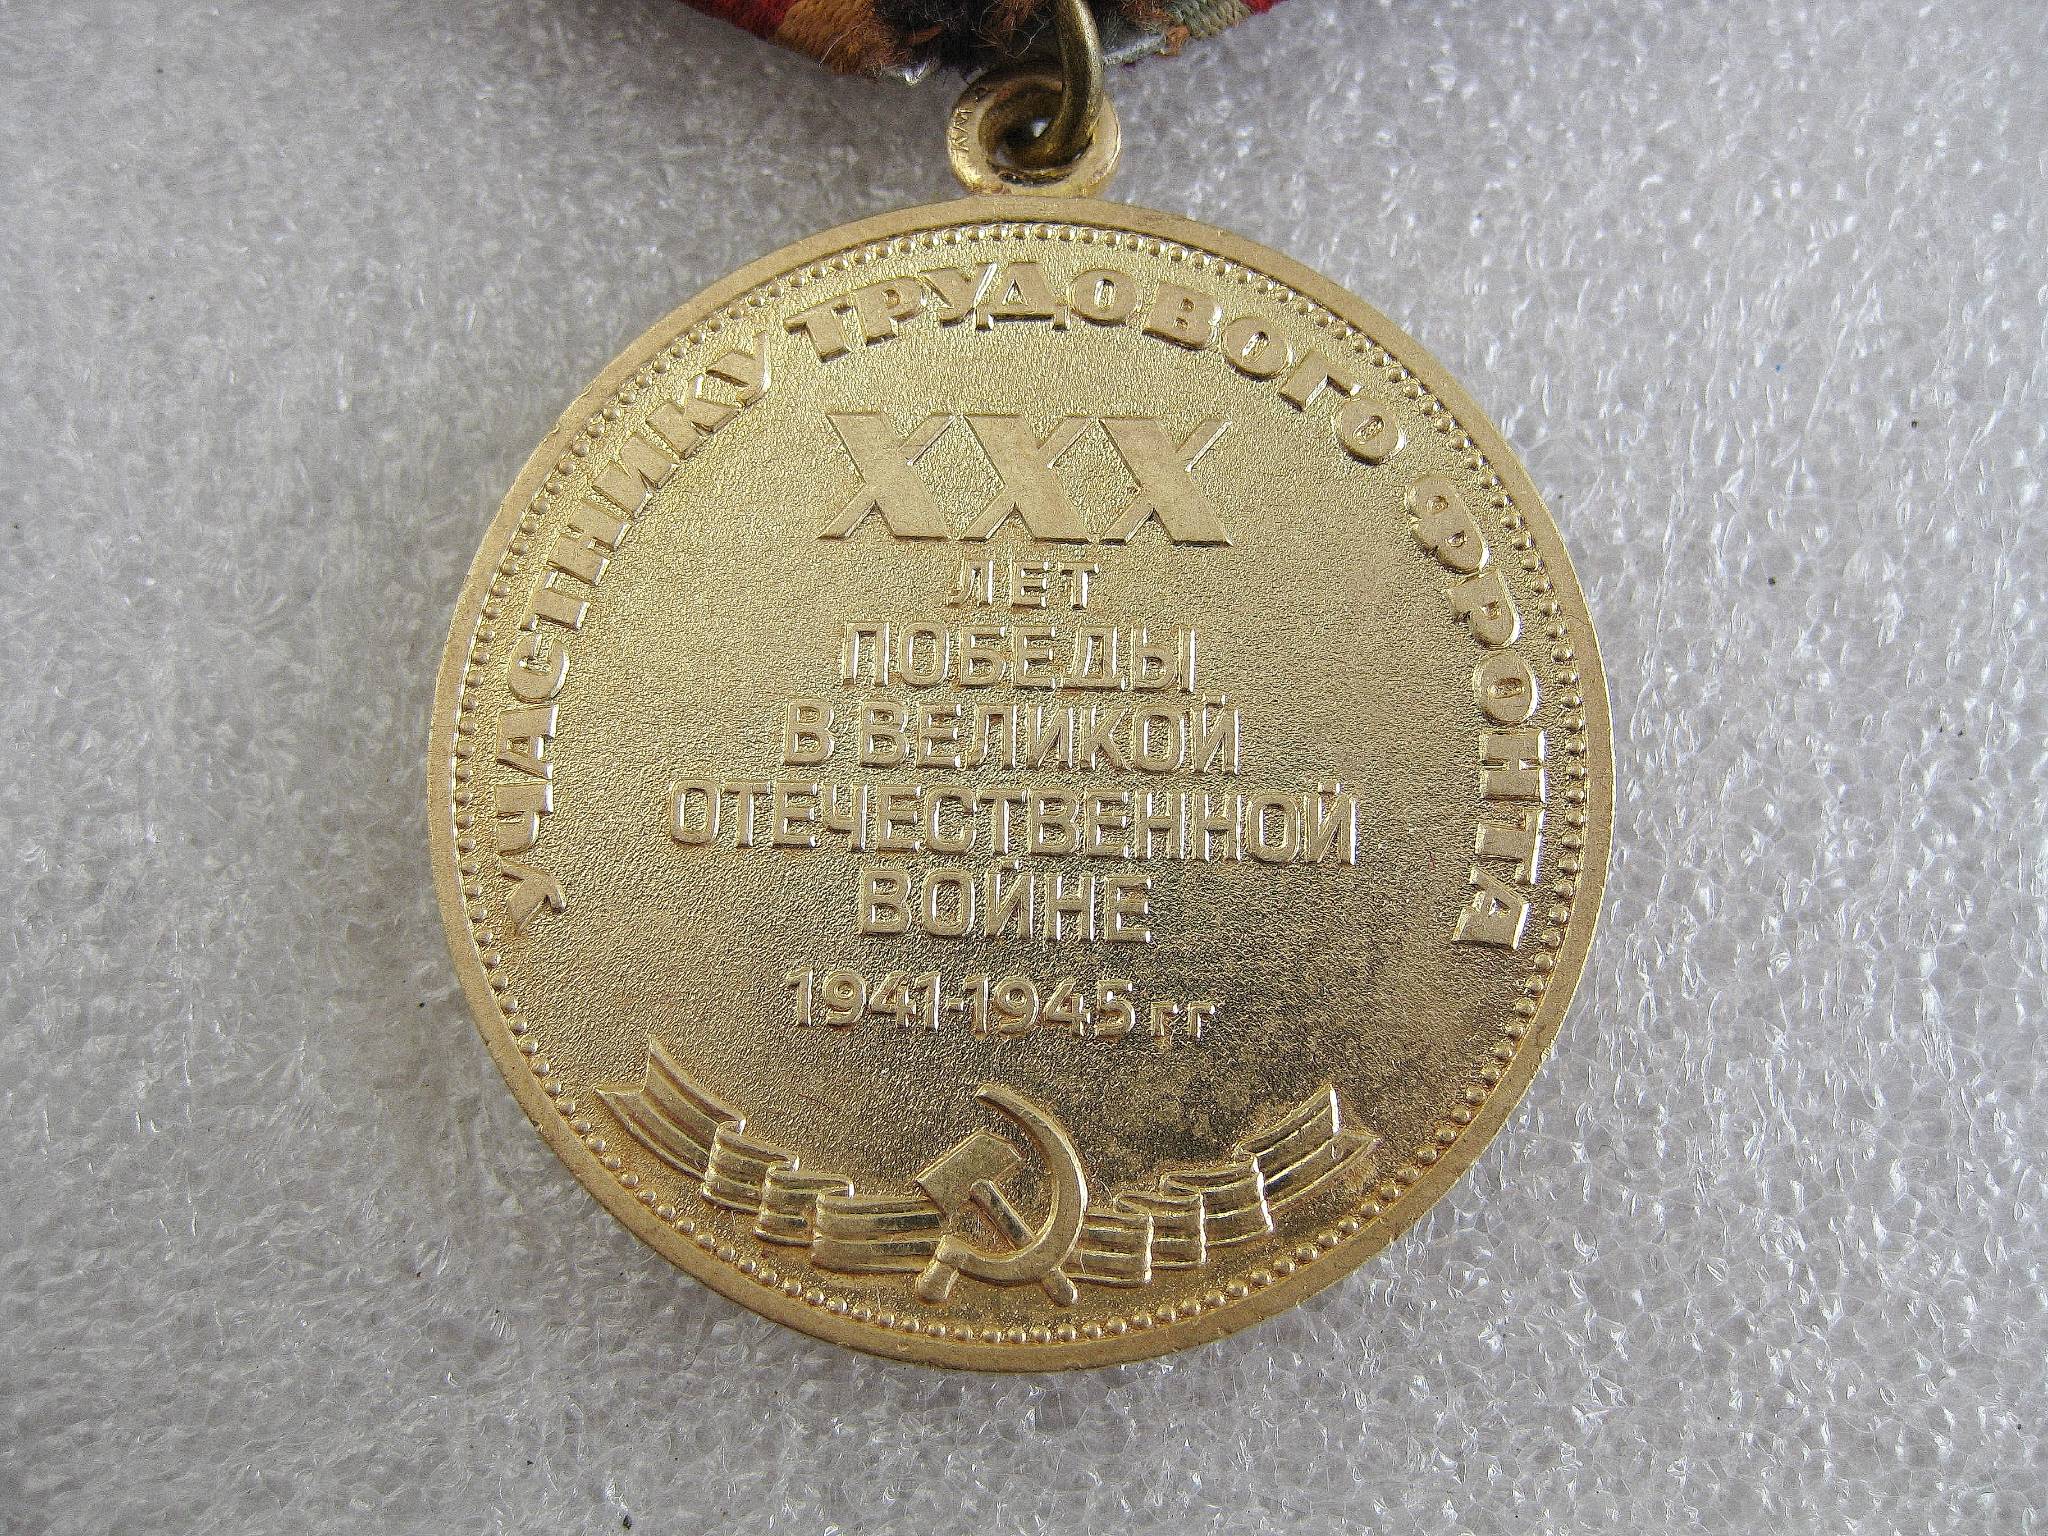 УЧАСТНИКУ ТРУДОВОГО ФРОНТА
XXX
ЛЕТ
ПОБЕДЫ
В ВЕЛИКОЙ
ОТЕЧЕСТВЕННОЙ
ВОЙНЕ
1941-1945 гг